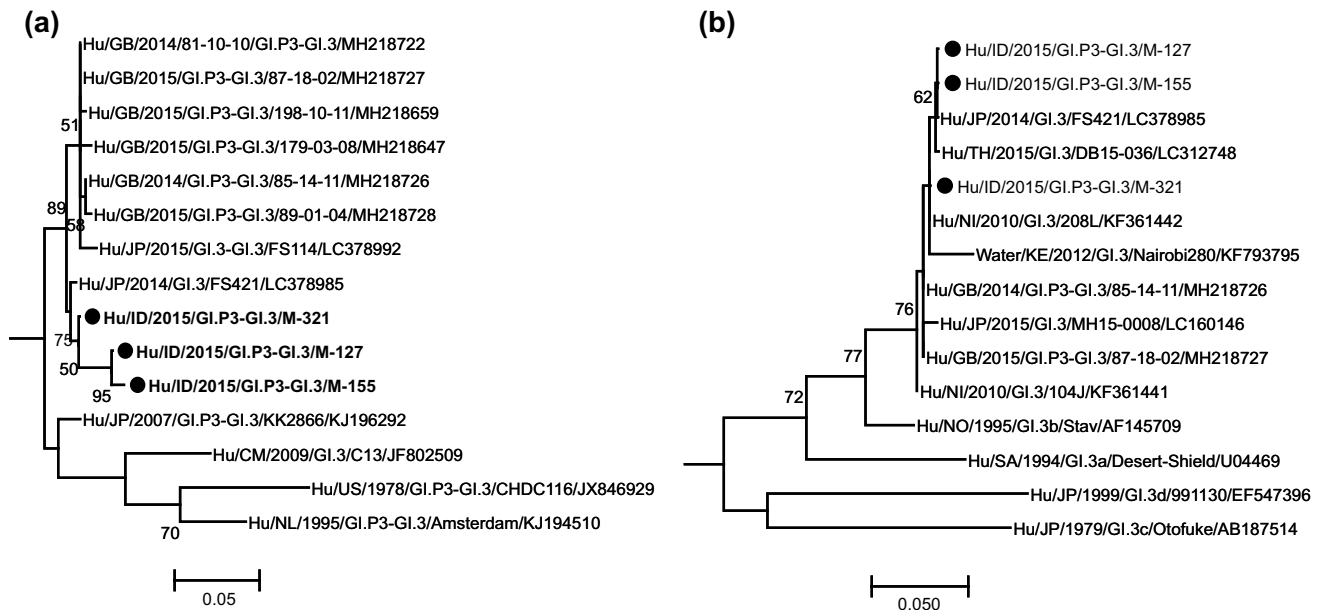 (a)
Hu/GB/2014/81-10-10/GI.P3-GI.3/MH218722
Hu/GB/2015/GI.P3-GI.3/87-18-02/MH218727
Hu/GB/2015/GI.P3-GI.3/198-10-11/MH218659
51
Hu/GB/2015/GI.P3-GI.3/179-03-08/MH218647
Hu/GB/2014/GI.P3-GI.3/85-14-11/MH218726
89
Hu/GB/2015/GI.P3-GI.3/89-01-04/MH218728
58
Hu/JP/2015/GI.3-GI.3/FS114/LC378992
Hu/JP/2014/GI.3/FS421/LC378985
Hu/ID/2015/GI.P3-GI.3/M-321
75
Hu/ID/2015/GI.P3-GI.3/M-127
50
Hu/ID/2015/GI.P3-GI.3/M-155
95
Hu/JP/2007/GI.P3-GI.3/KK2866/KJ196292
Hu/CM/2009/GI.3/C13/JF802509
Hu/US/1978/GI.P3-GI.3/CHDC116/JX846929
Hu/NL/1995/GI.P3-GI.3/Amsterdam/KJ194510
70
0.05
(b)
Hu/ID/2015/GI.P3-GI.3/M-127
Hu/ID/2015/GI.P3-GI.3/M-155
62
Hu/JP/2014/GI.3/FS421/LC378985
Hu/TH/2015/GI.3/DB15-036/LC312748
Hu/ID/2015/GI.P3-GI.3/M-321
Hu/NI/2010/GI.3/208L/KF361442
Water/KE/2012/GI.3/Nairobi280/KF793795
Hu/GB/2014/GI.P3-GI.3/85-14-11/MH218726
76
Hu/JP/2015/GI.3/MH15-0008/LC160146
Hu/GB/2015/GI.P3-GI.3/87-18-02/MH218727
77
Hu/NI/2010/GI.3/104J/KF361441
72
Hu/NO/1995/GI.3b/Stav/AF145709
Hu/SA/1994/GI.3a/Desert-Shield/U04469
Hu/JP/1999/GI.3d/991130/EF547396
Hu/JP/1979/GI.3c/Otofuke/AB187514
0.050